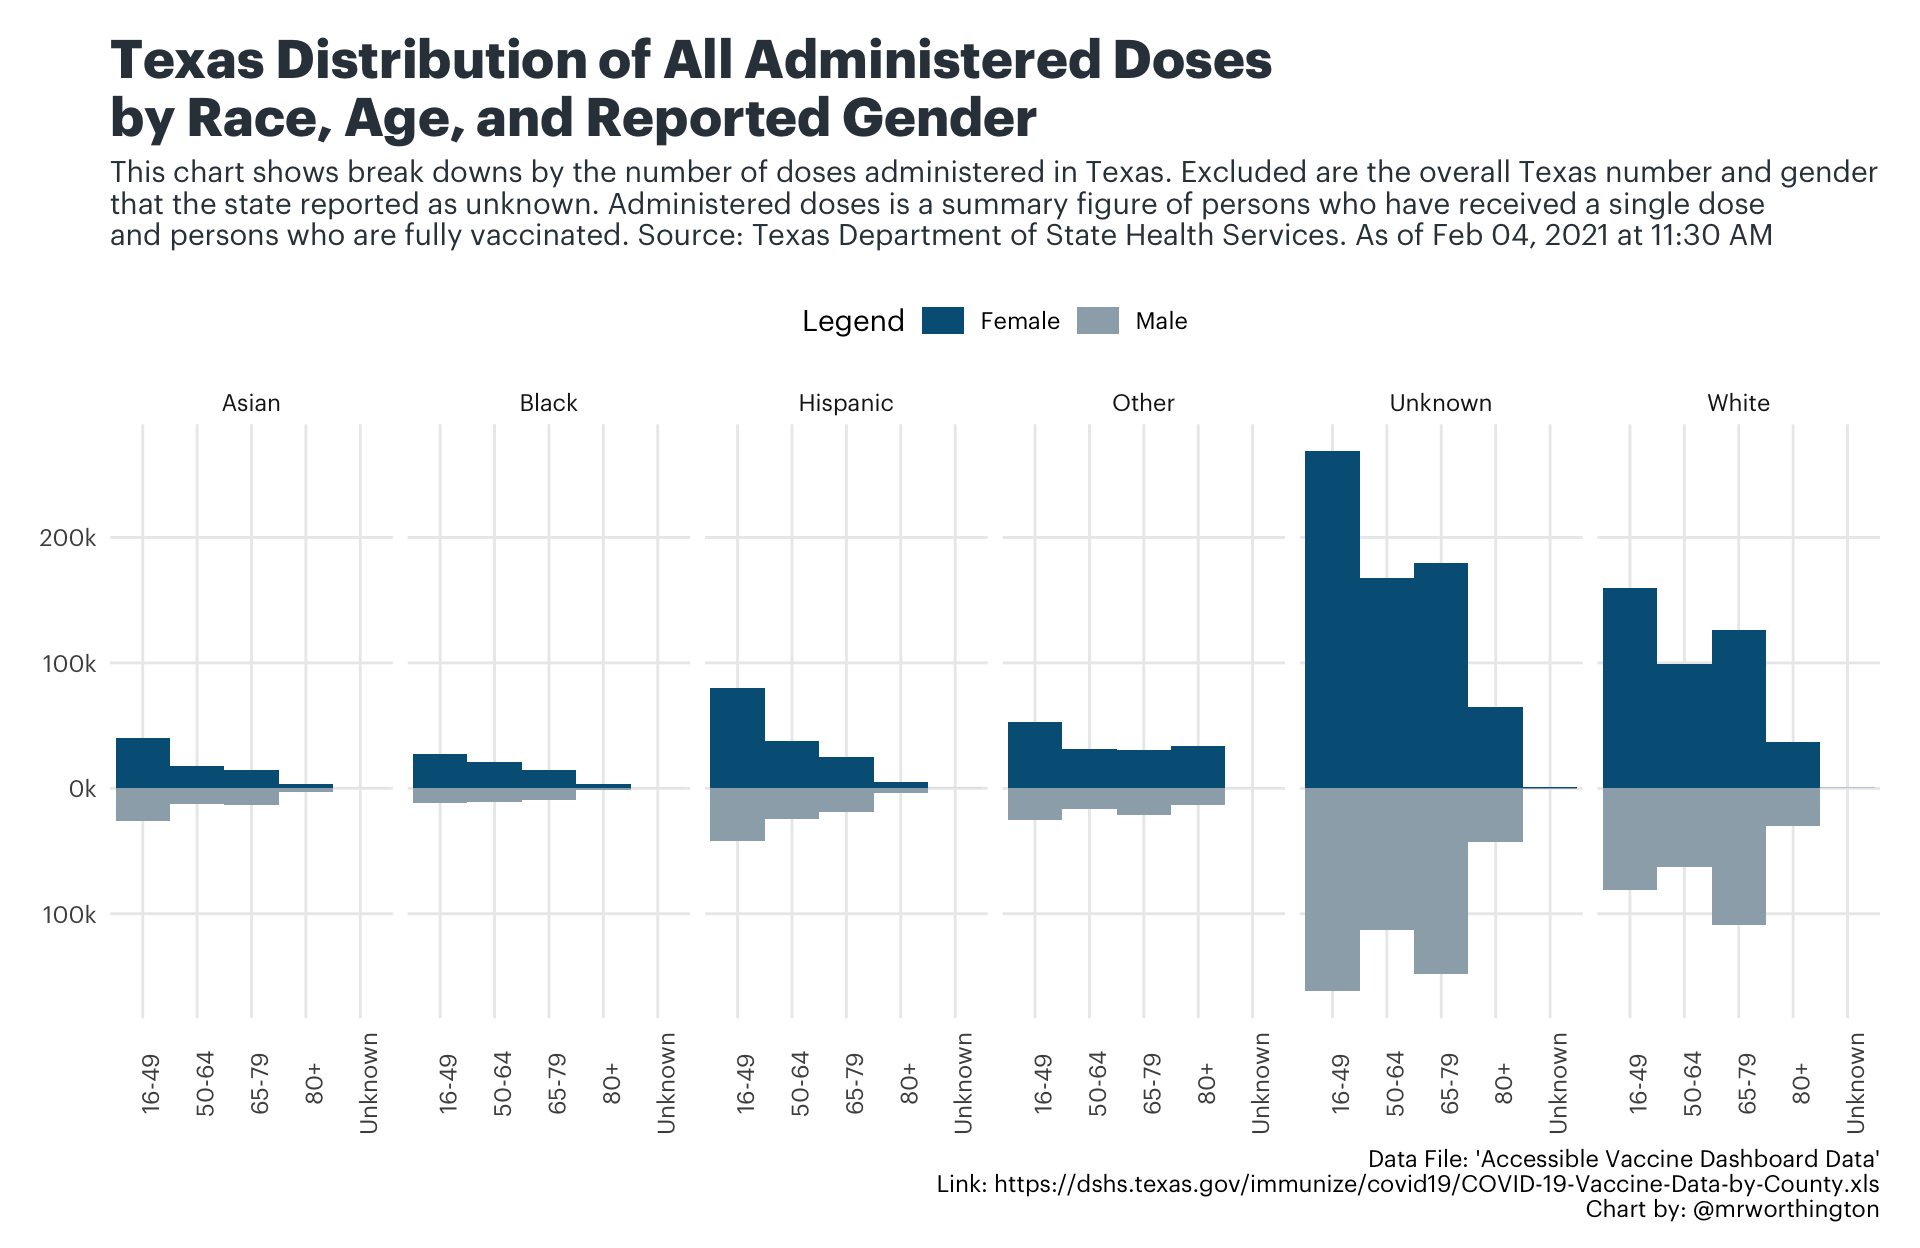 Texas Distribution of All Administered Doses
by Race, Age, and Reported Gender
This chart shows break downs by the number of doses administered in Texas. Excluded are the overall Texas number and gender
that the state reported as unknown. Administered doses is a summary figure of persons who have received a single dose
and persons who are fully vaccinated. Source: Texas Department of State Health Services. As of Feb 04, 2021 at 11:30 AM
Legend Female Male
Asian Black Hispanic Other Unknown White
200k
100k
0k
100k
16-49 50-64 65-79 80+ Unknown 16-49 50-64 65-79 80+ Unknown 16-49 50-64 65-79 80+ Unknown 16-49 50-64 65-79 80+ Unknown 16-49 50-64 65-79 80+ Unknown 16-49 50-64 65-79 80+ Unknown
Data File: 'Accessible Vaccine Dashboard Data'
Link: https://dshs.texas.gov/immunize/covid19/COVID-19-Vaccine-Data-by-County.xls
Chart by: @mrworthington